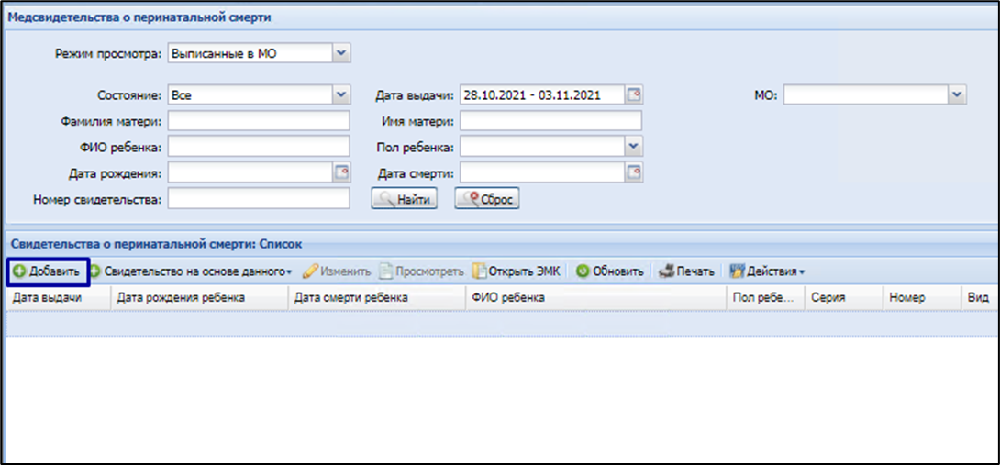 Медсвидетельства о перинатальной смерти
Режим просмотра: Выписанные в МО
Состояние: Все Дата выдачи: 28.10.2021 - 03.11.2021 МО:
Фамилия матери: Имя матери:
ФИО ребенка: Пол ребенка:
Дата рождения: Дата смерти:
Номер свидетельства: Найти Сброс
Свидетельства о перинатальной смерти: Список
Добавить Свидетельство на основе данного Изменить Просмотреть Открыть ЭМК Обновить Печать Действия
Дата выдачи Дата рождения ребенка Дата смерти ребенка ФИО ребенка Пол ребе... Серия Номер Вид